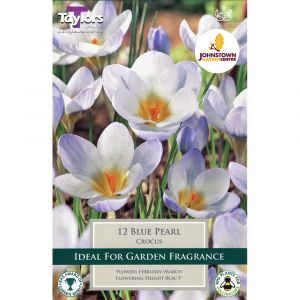 Taylors
JOHNSTOWN
GARDEN CENTRE
12 BLUE PEARL
CROCUS
IDEAL FOR GARDEN FRAGRANCE
FLOWERS FEBRUARY/MARCH
FLOWERING HEIGHT 8CM/3"